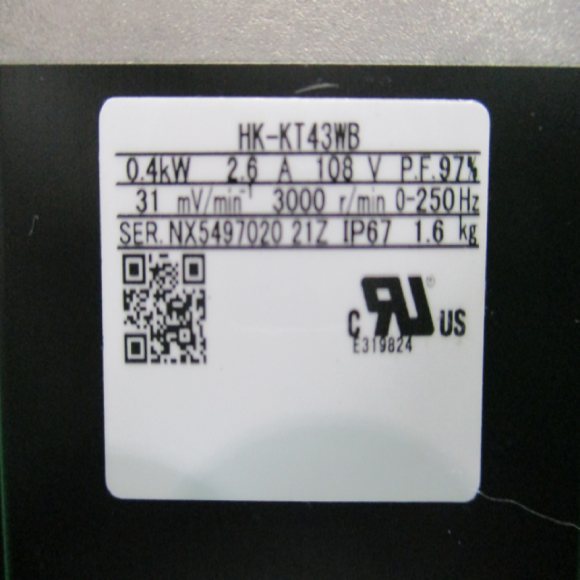 HK-KT43WB
0.4kW 2.6 A 108 V P.F.97%
31 mV/min⁻¹ 3000 r/min 0-250Hz
SER.NX5497020 21Z IP67 1.6 kg
C RU US
E319824